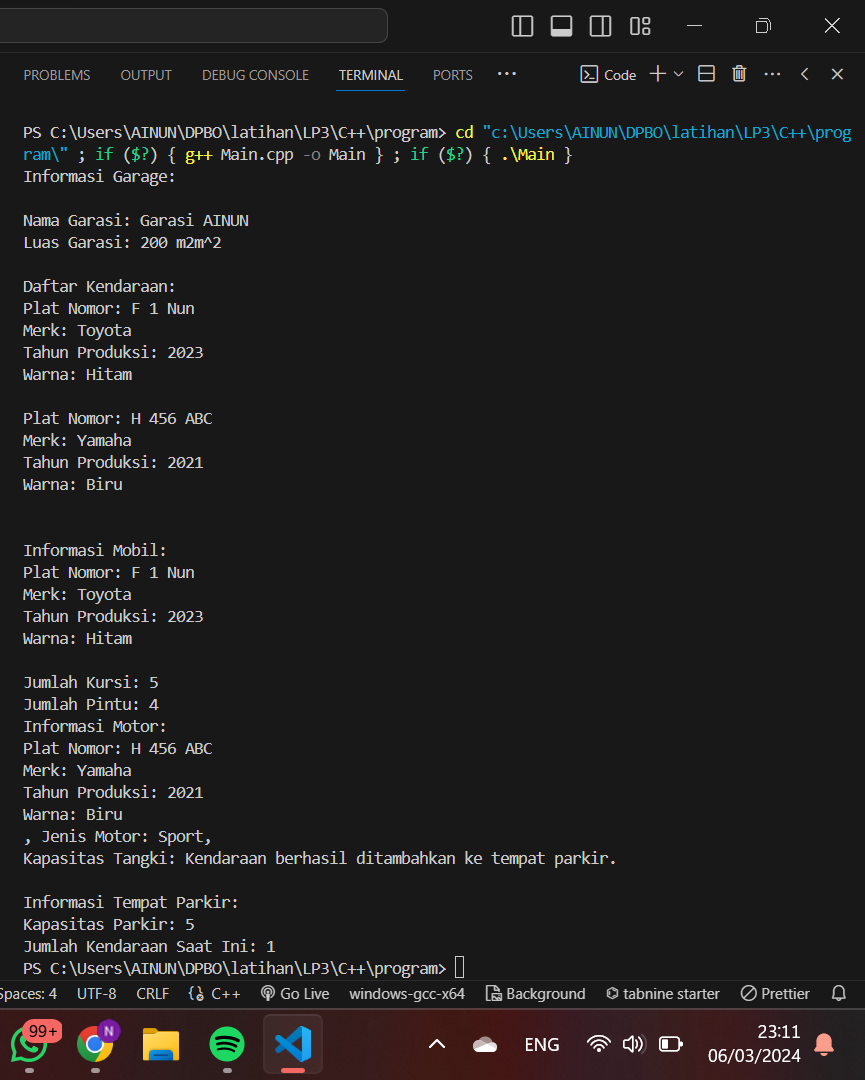 PROBLEMS OUTPUT DEBUG CONSOLE TERMINAL PORTS ··· Code
PS C:\Users\AINUN\DPBO\latihan\LP3\C++\program> cd "c:\Users\AINUN\DPBO\latihan\LP3\C++\prog
ram\" ; if ($?) { g++ Main.cpp -o Main } ; if ($?) { .\Main }
Informasi Garage:
Nama Garasi: Garasi AINUN
Luas Garasi: 200 m2m^2
Daftar Kendaraan:
Plat Nomor: F 1 Nun
Merk: Toyota
Tahun Produksi: 2023
Warna: Hitam
Plat Nomor: H 456 ABC
Merk: Yamaha
Tahun Produksi: 2021
Warna: Biru
Informasi Mobil:
Plat Nomor: F 1 Nun
Merk: Toyota
Tahun Produksi: 2023
Warna: Hitam
Jumlah Kursi: 5
Jumlah Pintu: 4
Informasi Motor:
Plat Nomor: H 456 ABC
Merk: Yamaha
Tahun Produksi: 2021
Warna: Biru
, Jenis Motor: Sport,
Kapasitas Tangki: Kendaraan berhasil ditambahkan ke tempat parkir.
Informasi Tempat Parkir:
Kapasitas Parkir: 5
Jumlah Kendaraan Saat Ini: 1
PS C:\Users\AINUN\DPBO\latihan\LP3\C++\program>
Spaces: 4 UTF-8 CRLF C++ Go Live windows-gcc-x64 Background tabnine starter Prettier
99+ N ENG 23:11
06/03/2024